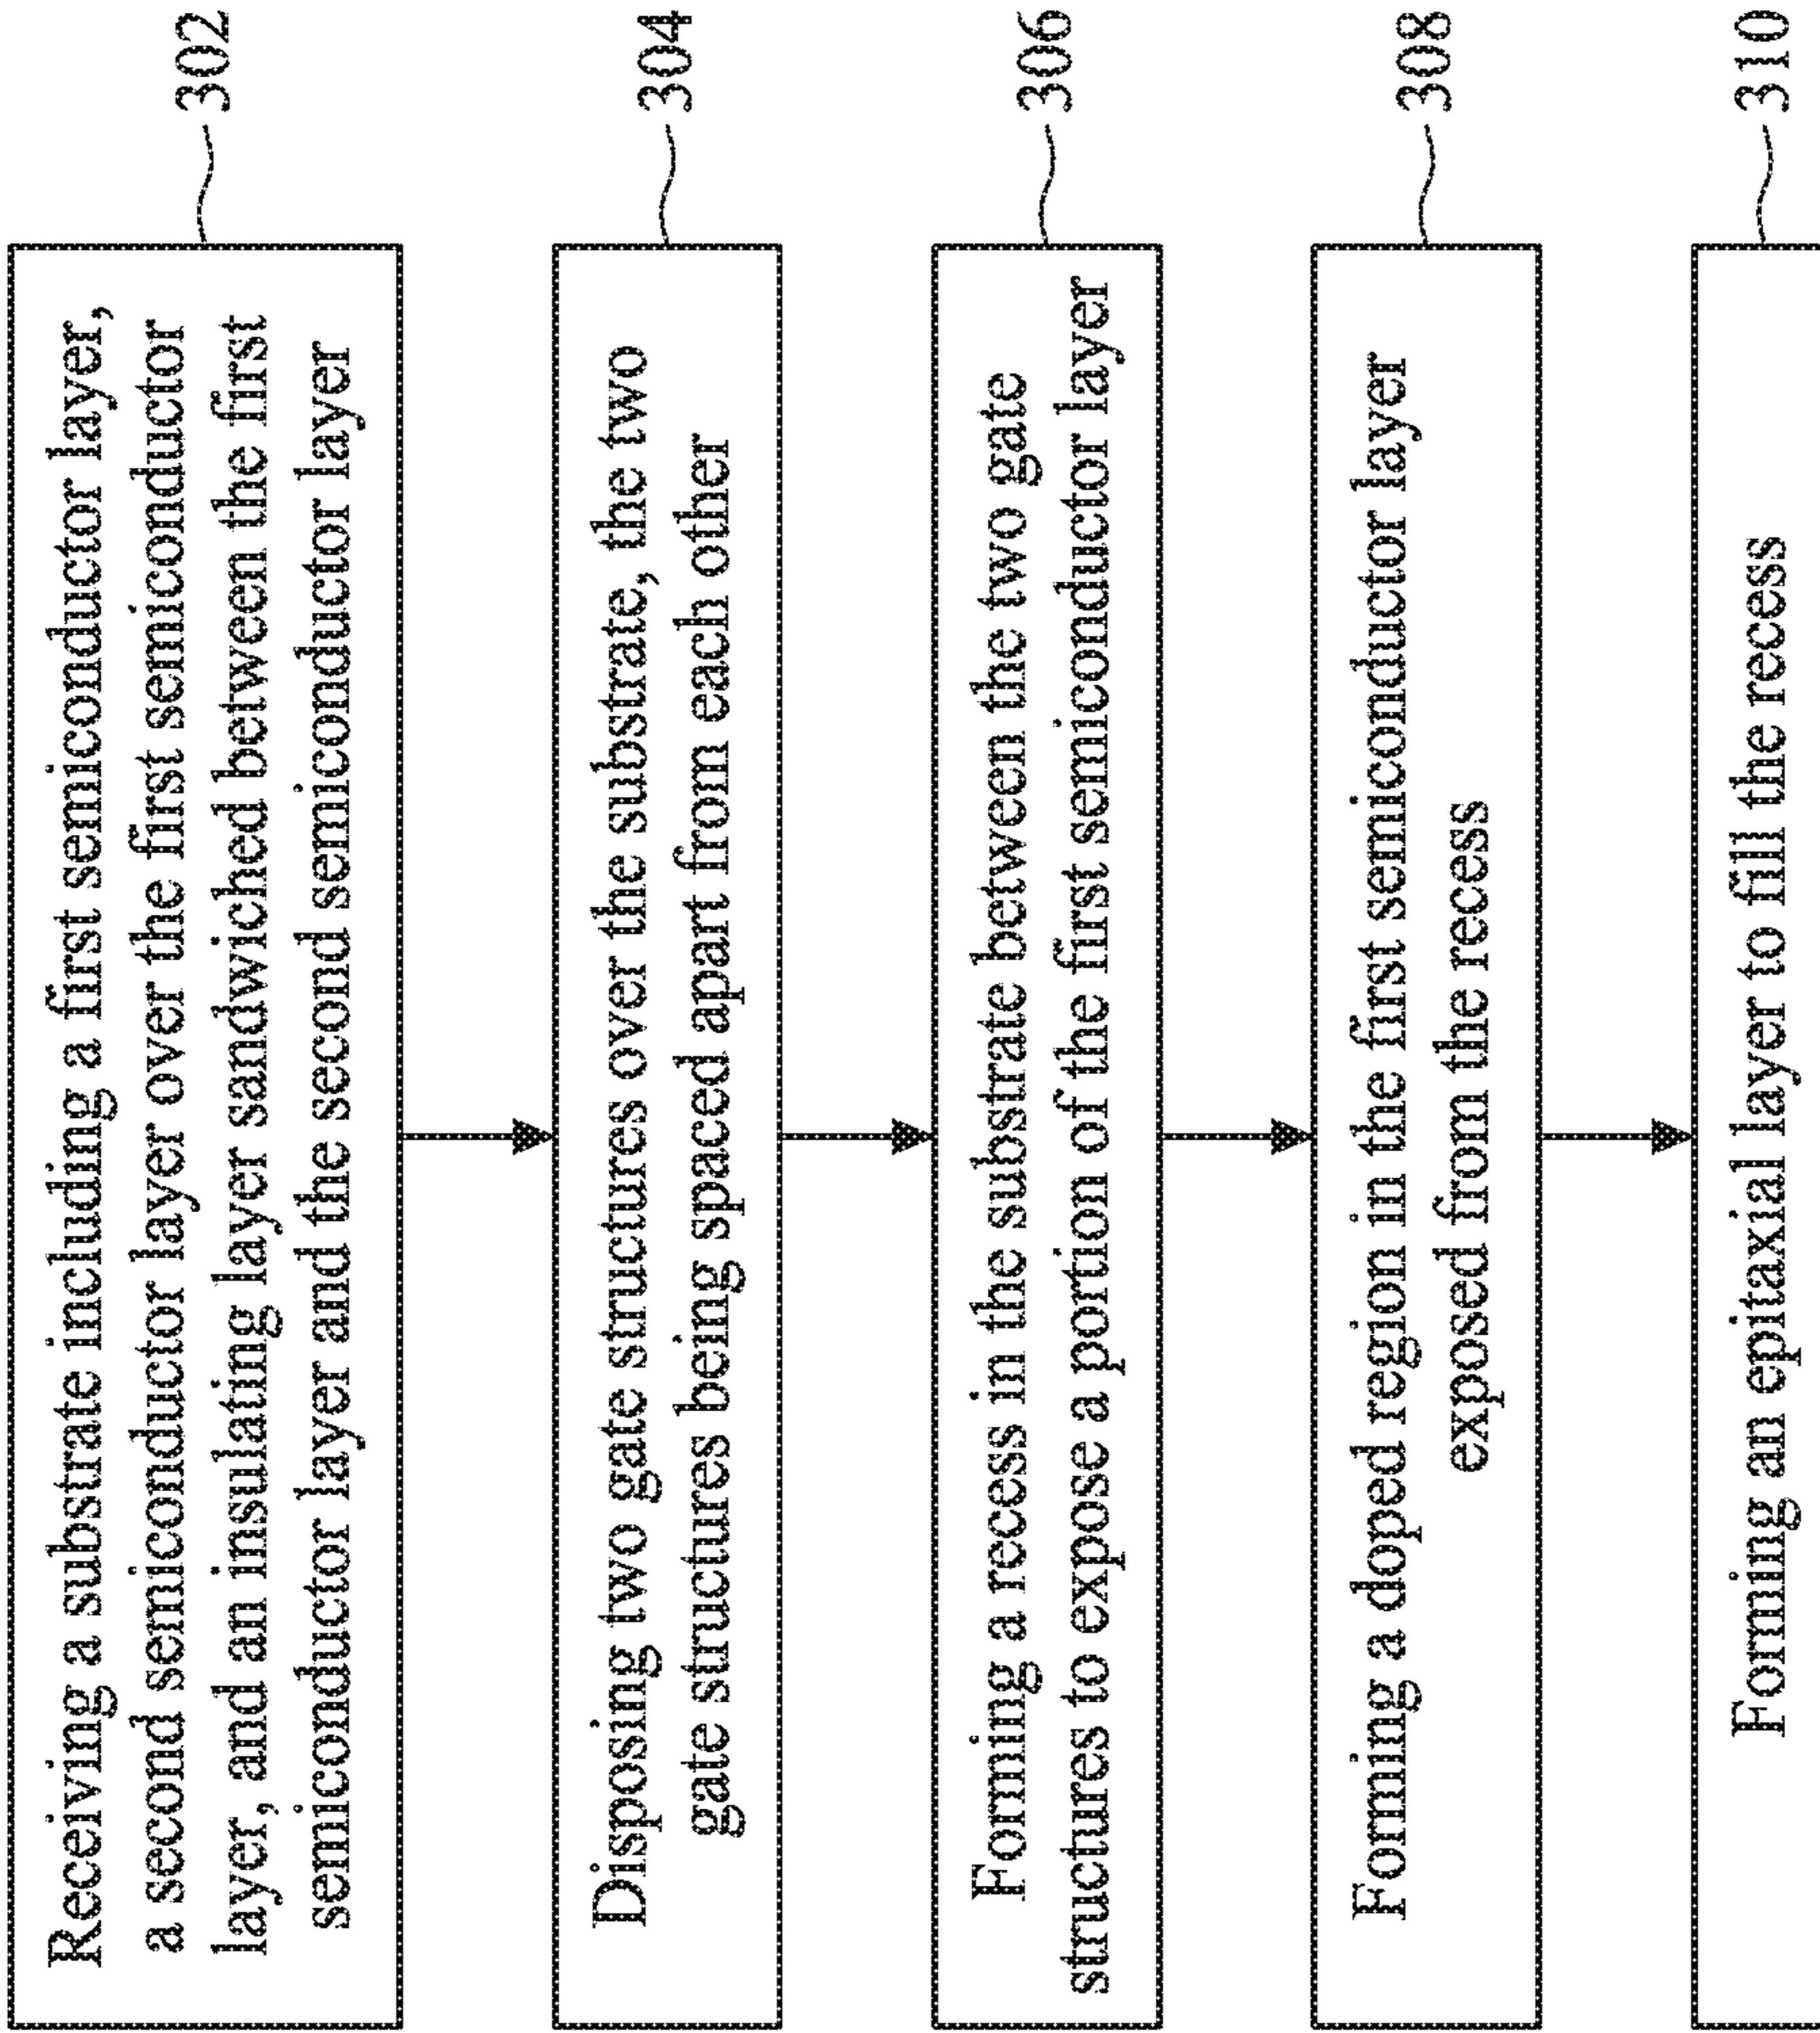 Receiving a substrate including a first semiconductor layer,
a second semiconductor layer over the first semiconductor
layer, and an insulating layer sandwiched between the first
semiconductor layer and the second semiconductor layer
302
Disposing two gate structures over the substrate, the two
gate structures being spaced apart from each other
304
Forming a recess in the substrate between the two gate
structures to expose a portion of the first semiconductor layer
306
Forming a doped region in the first semiconductor layer
exposed from the recess
308
Forming an epitaxial layer to fill the recess
310